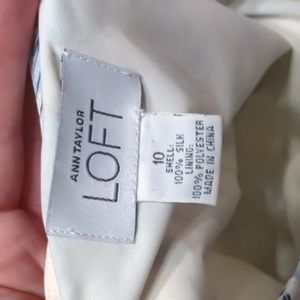 ANN TAYLOR
LOFT
10
SHELL:
100% SILK
LINING:
100% POLYESTER
MADE IN CHINA